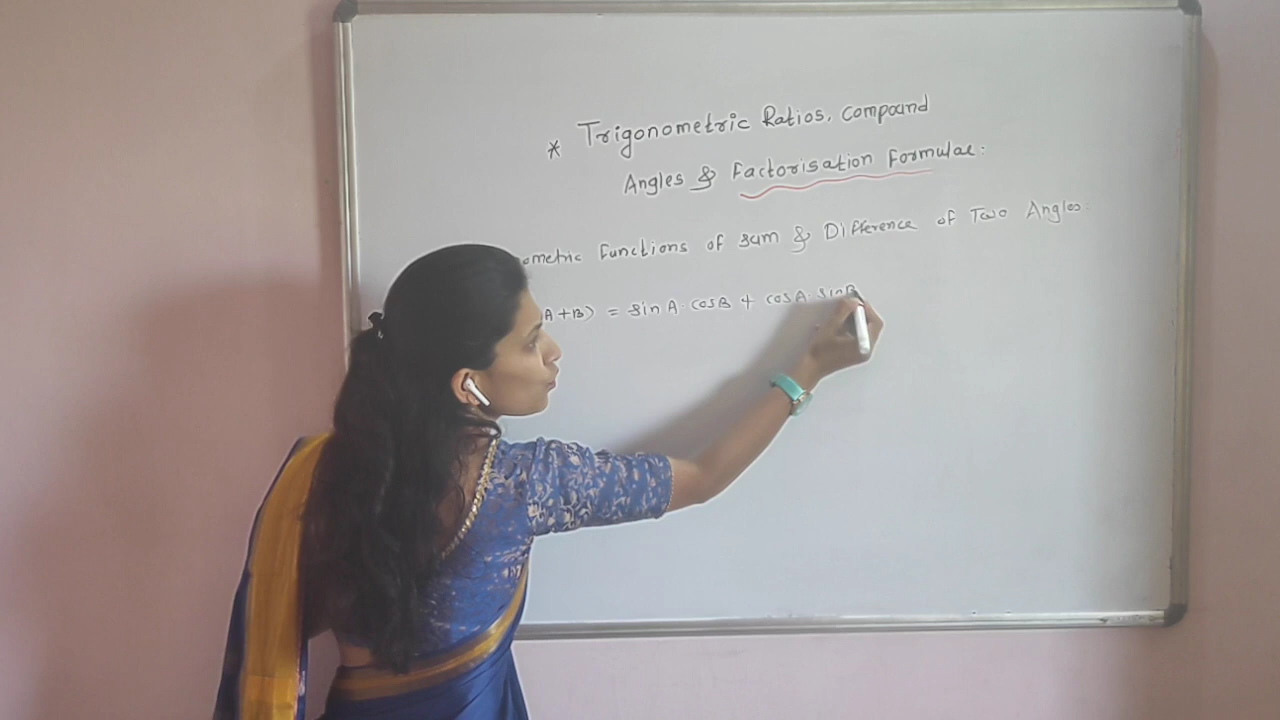 * Trigonometric Ratios, Compound
Angles & Factorisation Formulae:
ometric Functions of Sum & Difference of Two Angles:
A+B) = sin A · cos B + cos A · sin B